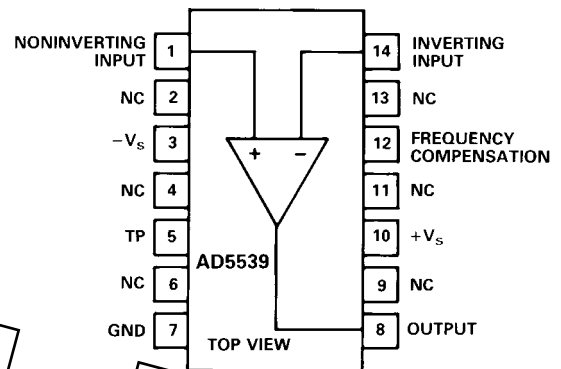 NONINVERTING
INPUT
1
14
INVERTING
INPUT
NC
2
13
NC
−Vs
3
+
−
12
FREQUENCY
COMPENSATION
NC
4
11
NC
TP
5
AD5539
10
+Vs
NC
6
9
NC
GND
7
TOP VIEW
8
OUTPUT